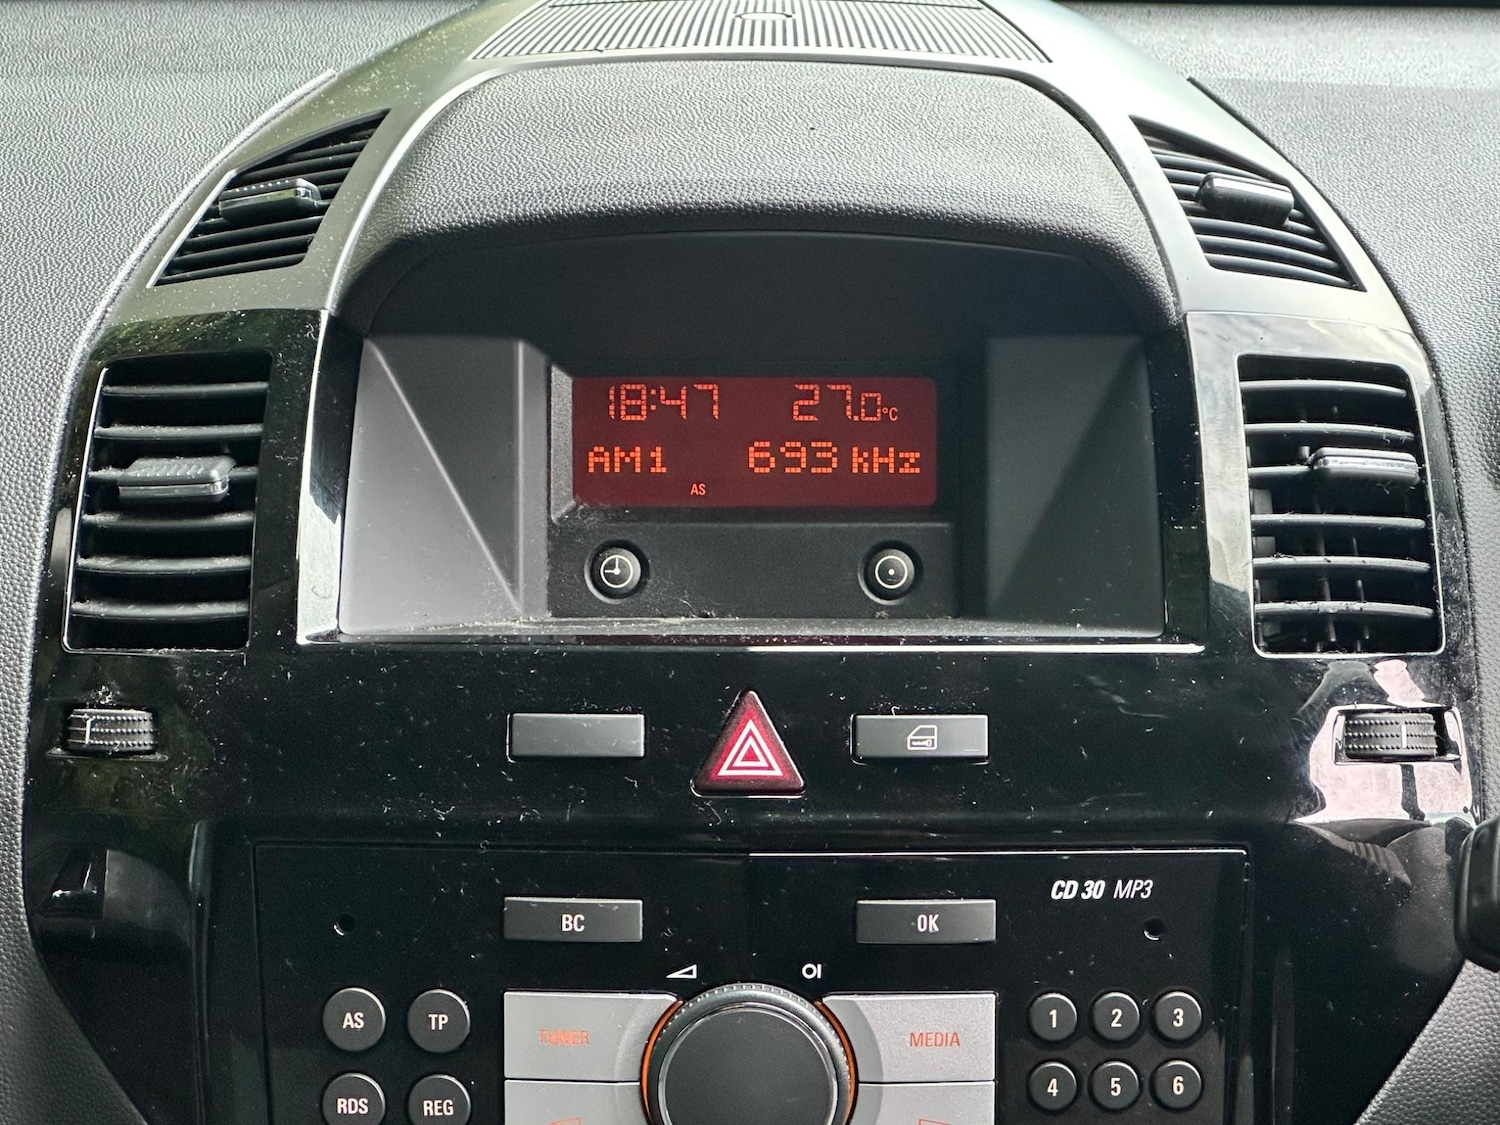 18:47 27.0°C
AM1 693 kHz
AS
CD 30 MP3
BC OK
AS TP TUNER MEDIA 1 2 3
RDS REG 4 5 6